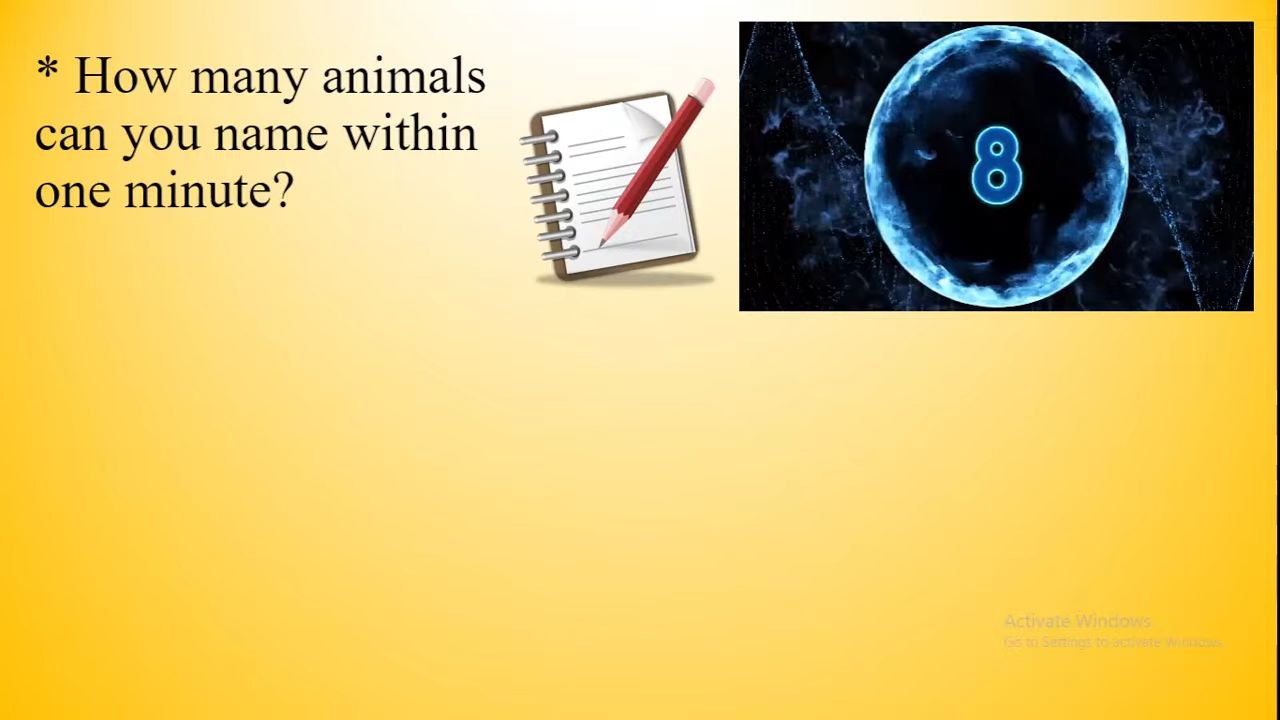 * How many animals
can you name within
one minute?
8
Activate Windows
Go to Settings to activate Windows.